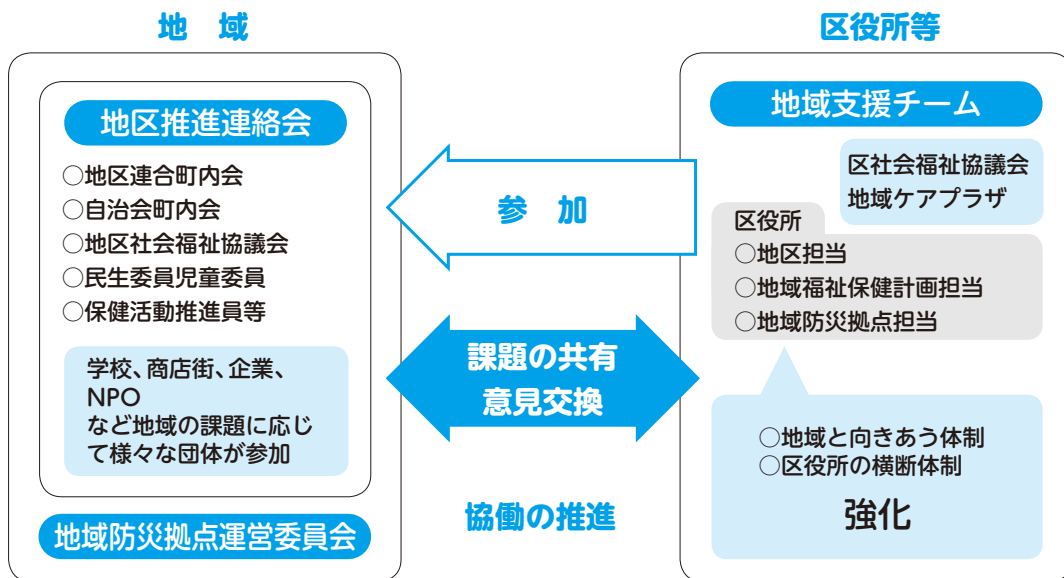 地　域
地区推進連絡会
○地区連合町内会
○自治会町内会
○地区社会福祉協議会
○民生委員児童委員
○保健活動推進員等
学校、商店街、企業、
NPO
など地域の課題に応じ
て様々な団体が参加
地域防災拠点運営委員会
参　加
課題の共有
意見交換
協働の推進
区役所等
地域支援チーム
区社会福祉協議会
地域ケアプラザ
区役所
○地区担当
○地域福祉保健計画担当
○地域防災拠点担当
○地域と向きあう体制
○区役所の横断体制
強化